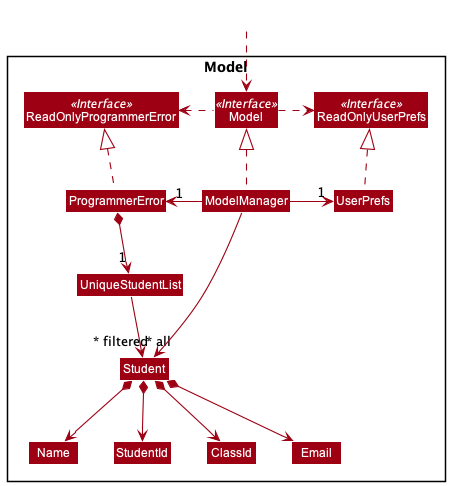 Model
«Interface»
ReadOnlyProgrammerError
«Interface»
Model
«Interface»
ReadOnlyUserPrefs
ProgrammerError
1
ModelManager
1
UserPrefs
1
UniqueStudentList
* filtered
* all
Student
Name
StudentId
ClassId
Email